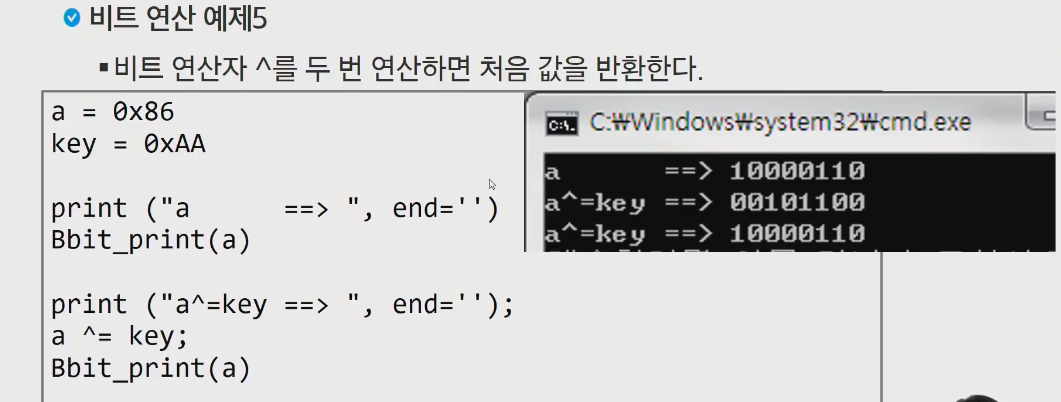 비트 연산 예제5
▪비트 연산자 ^를 두 번 연산하면 처음 값을 반환한다.
a = 0x86
key = 0xAA
print ("a      ==> ", end='')
Bbit_print(a)
print ("a^=key ==> ", end='');
a ^= key;
Bbit_print(a)
C:\. C:₩Windows₩system32₩cmd.exe
a      ==> 10000110
a^=key ==> 00101100
a^=key ==> 10000110